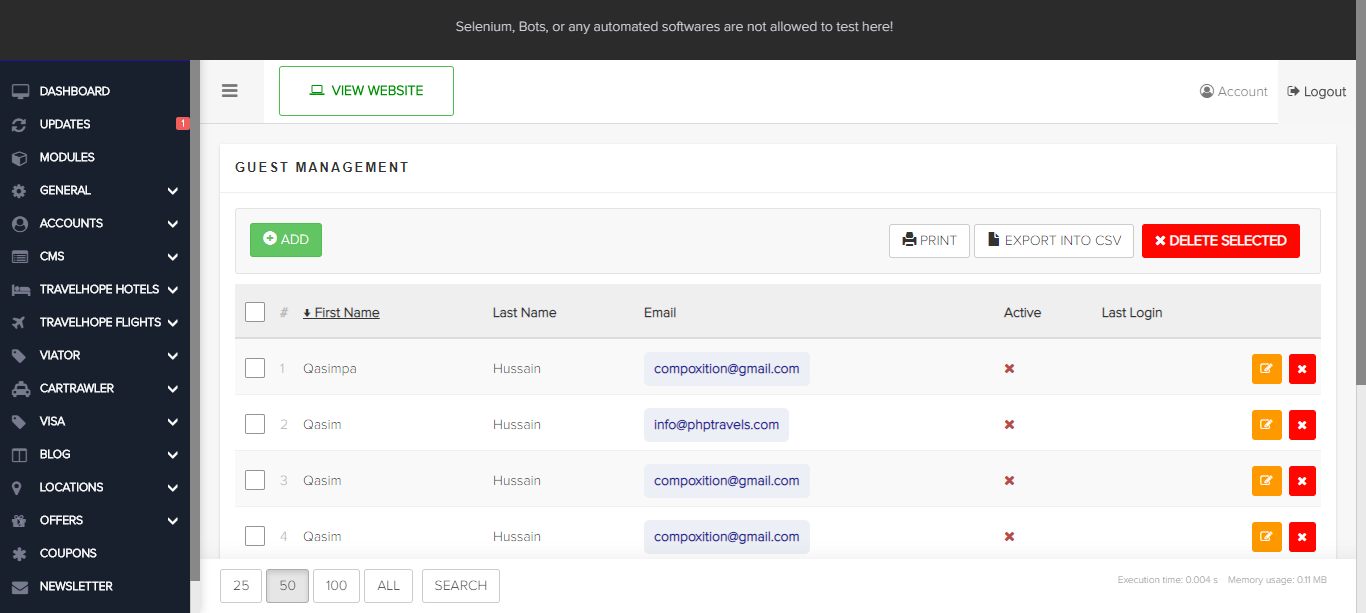 Selenium, Bots, or any automated softwares are not allowed to test here!
DASHBOARD
UPDATES 1
MODULES
GENERAL
ACCOUNTS
CMS
TRAVELHOPE HOTELS
TRAVELHOPE FLIGHTS
VIATOR
CARTRAWLER
VISA
BLOG
LOCATIONS
OFFERS
COUPONS
NEWSLETTER
VIEW WEBSITE
Account Logout
GUEST MANAGEMENT
ADD PRINT EXPORT INTO CSV DELETE SELECTED
# First Name Last Name Email Active Last Login
1 Qasimpa Hussain compoxition@gmail.com
2 Qasim Hussain info@phptravels.com
3 Qasim Hussain compoxition@gmail.com
4 Qasim Hussain compoxition@gmail.com
25 50 100 ALL SEARCH Execution time: 0.004 s Memory usage: 0.11 MB